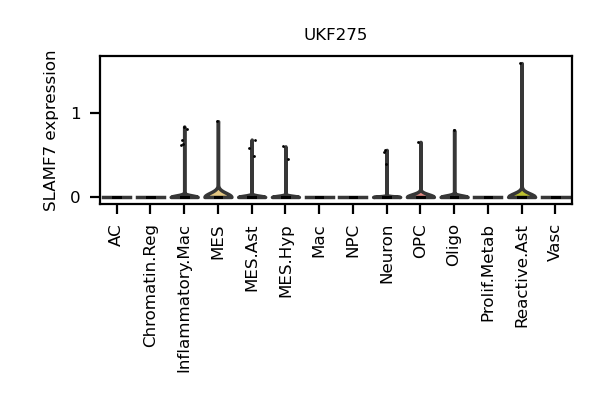 UKF275
SLAMF7 expression
1
0
AC
Chromatin.Reg
Inflammatory.Mac
MES
MES.Ast
MES.Hyp
Mac
NPC
Neuron
OPC
Oligo
Prolif.Metab
Reactive.Ast
Vasc